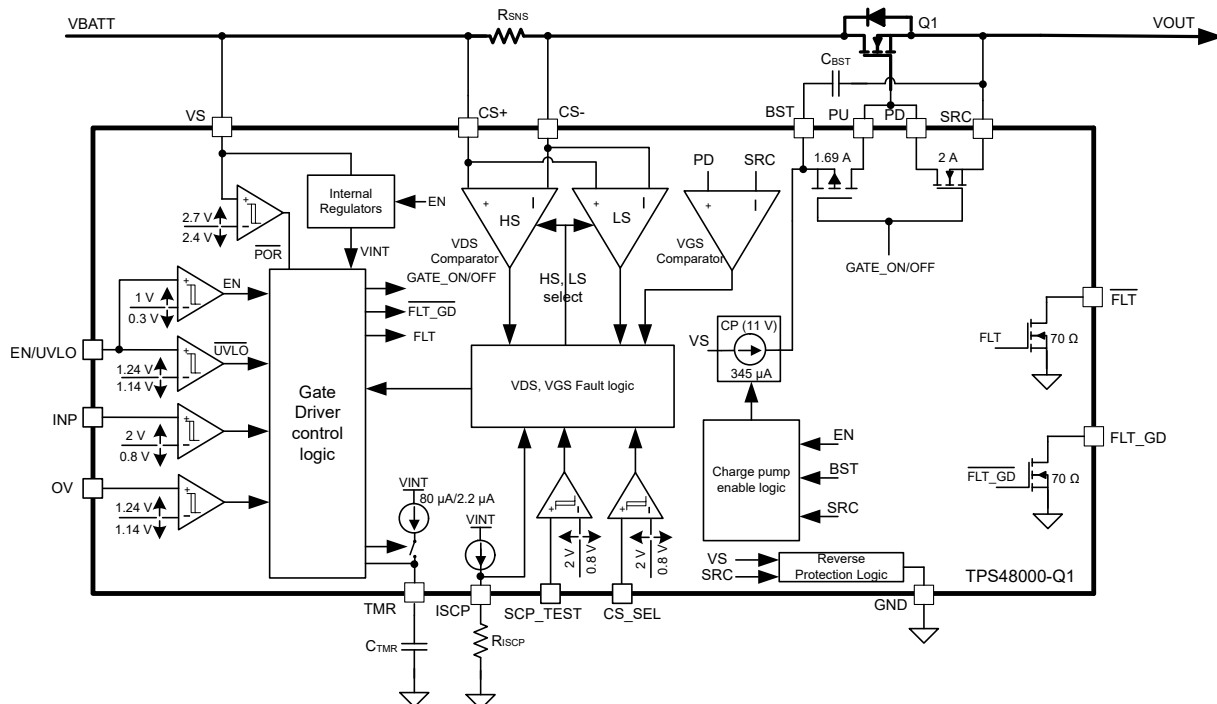 VBATT
RSNS
Q1
VOUT
CBST
VS
CS+
CS-
BST
PU
PD
SRC
1.69 A
2 A
PD
SRC
Internal
Regulators
EN
+
–
HS
+
–
LS
+
–
2.7 V
2.4 V
POR
VINT
VDS
Comparator
VGS
Comparator
HS, LS
select
GATE_ON/OFF
GATE_ON/OFF
FLT_GD
FLT
EN
1 V
0.3 V
EN/UVLO
UVLO
1.24 V
1.14 V
INP
2 V
0.8 V
OV
1.24 V
1.14 V
Gate
Driver
control
logic
VDS, VGS Fault logic
CP (11 V)
VS
345 µA
FLT
FLT
70 Ω
FLT_GD
FLT_GD
70 Ω
Charge pump
enable logic
EN
BST
SRC
VINT
80 µA/2.2 µA
VINT
2 V
0.8 V
2 V
0.8 V
VS
SRC
Reverse
Protection Logic
TPS48000-Q1
TMR
ISCP
SCP_TEST
CS_SEL
GND
CTMR
RISCP